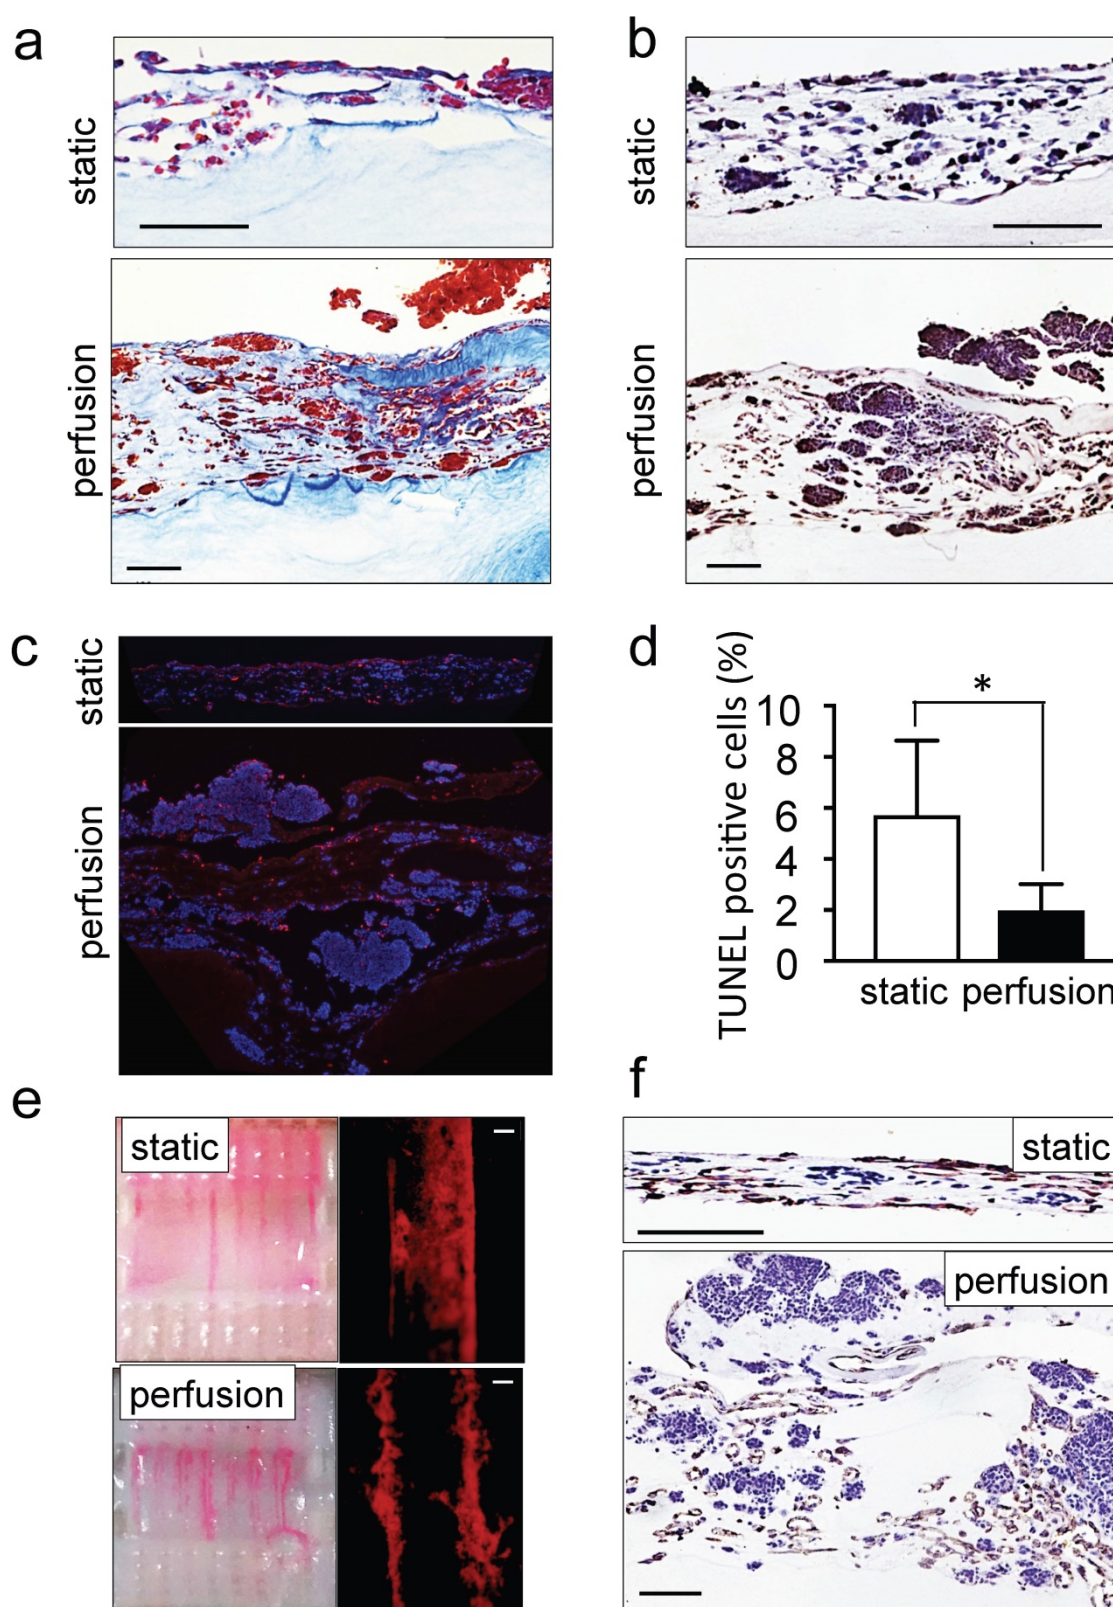 a
static
perfusion
b
static
perfusion
c
static
perfusion
d
TUNEL positive cells (%)
10
8
6
4
2
0
*
static perfusion
e
static
perfusion
f
static
perfusion